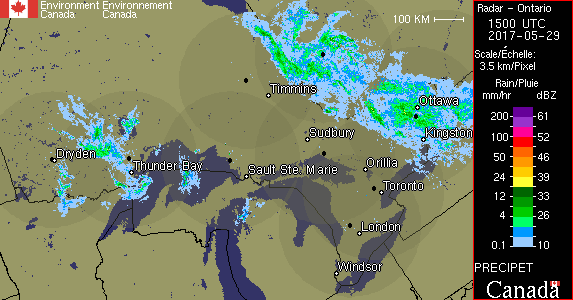 Environment Environnement
Canada Canada
100 KM
Timmins
Ottawa
Sudbury
Kingston
Dryden
Thunder Bay
Sault Ste. Marie
Orillia
Toronto
London
Windsor
Radar - Ontario
1500 UTC
2017-05-29
Scale/Échelle:
3.5 km/Pixel
Rain/Pluie
mm/hr dBZ
200 61
100 52
50 46
24 39
12 33
4 26
0.1 10
PRECIPET
Canada